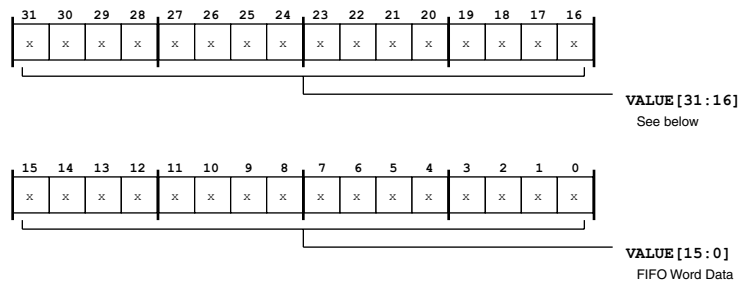 31 30 29 28 27 26 25 24 23 22 21 20 19 18 17 16
x x x x x x x x x x x x x x x x
VALUE[31:16]
See below
15 14 13 12 11 10 9 8 7 6 5 4 3 2 1 0
x x x x x x x x x x x x x x x x
VALUE[15:0]
FIFO Word Data